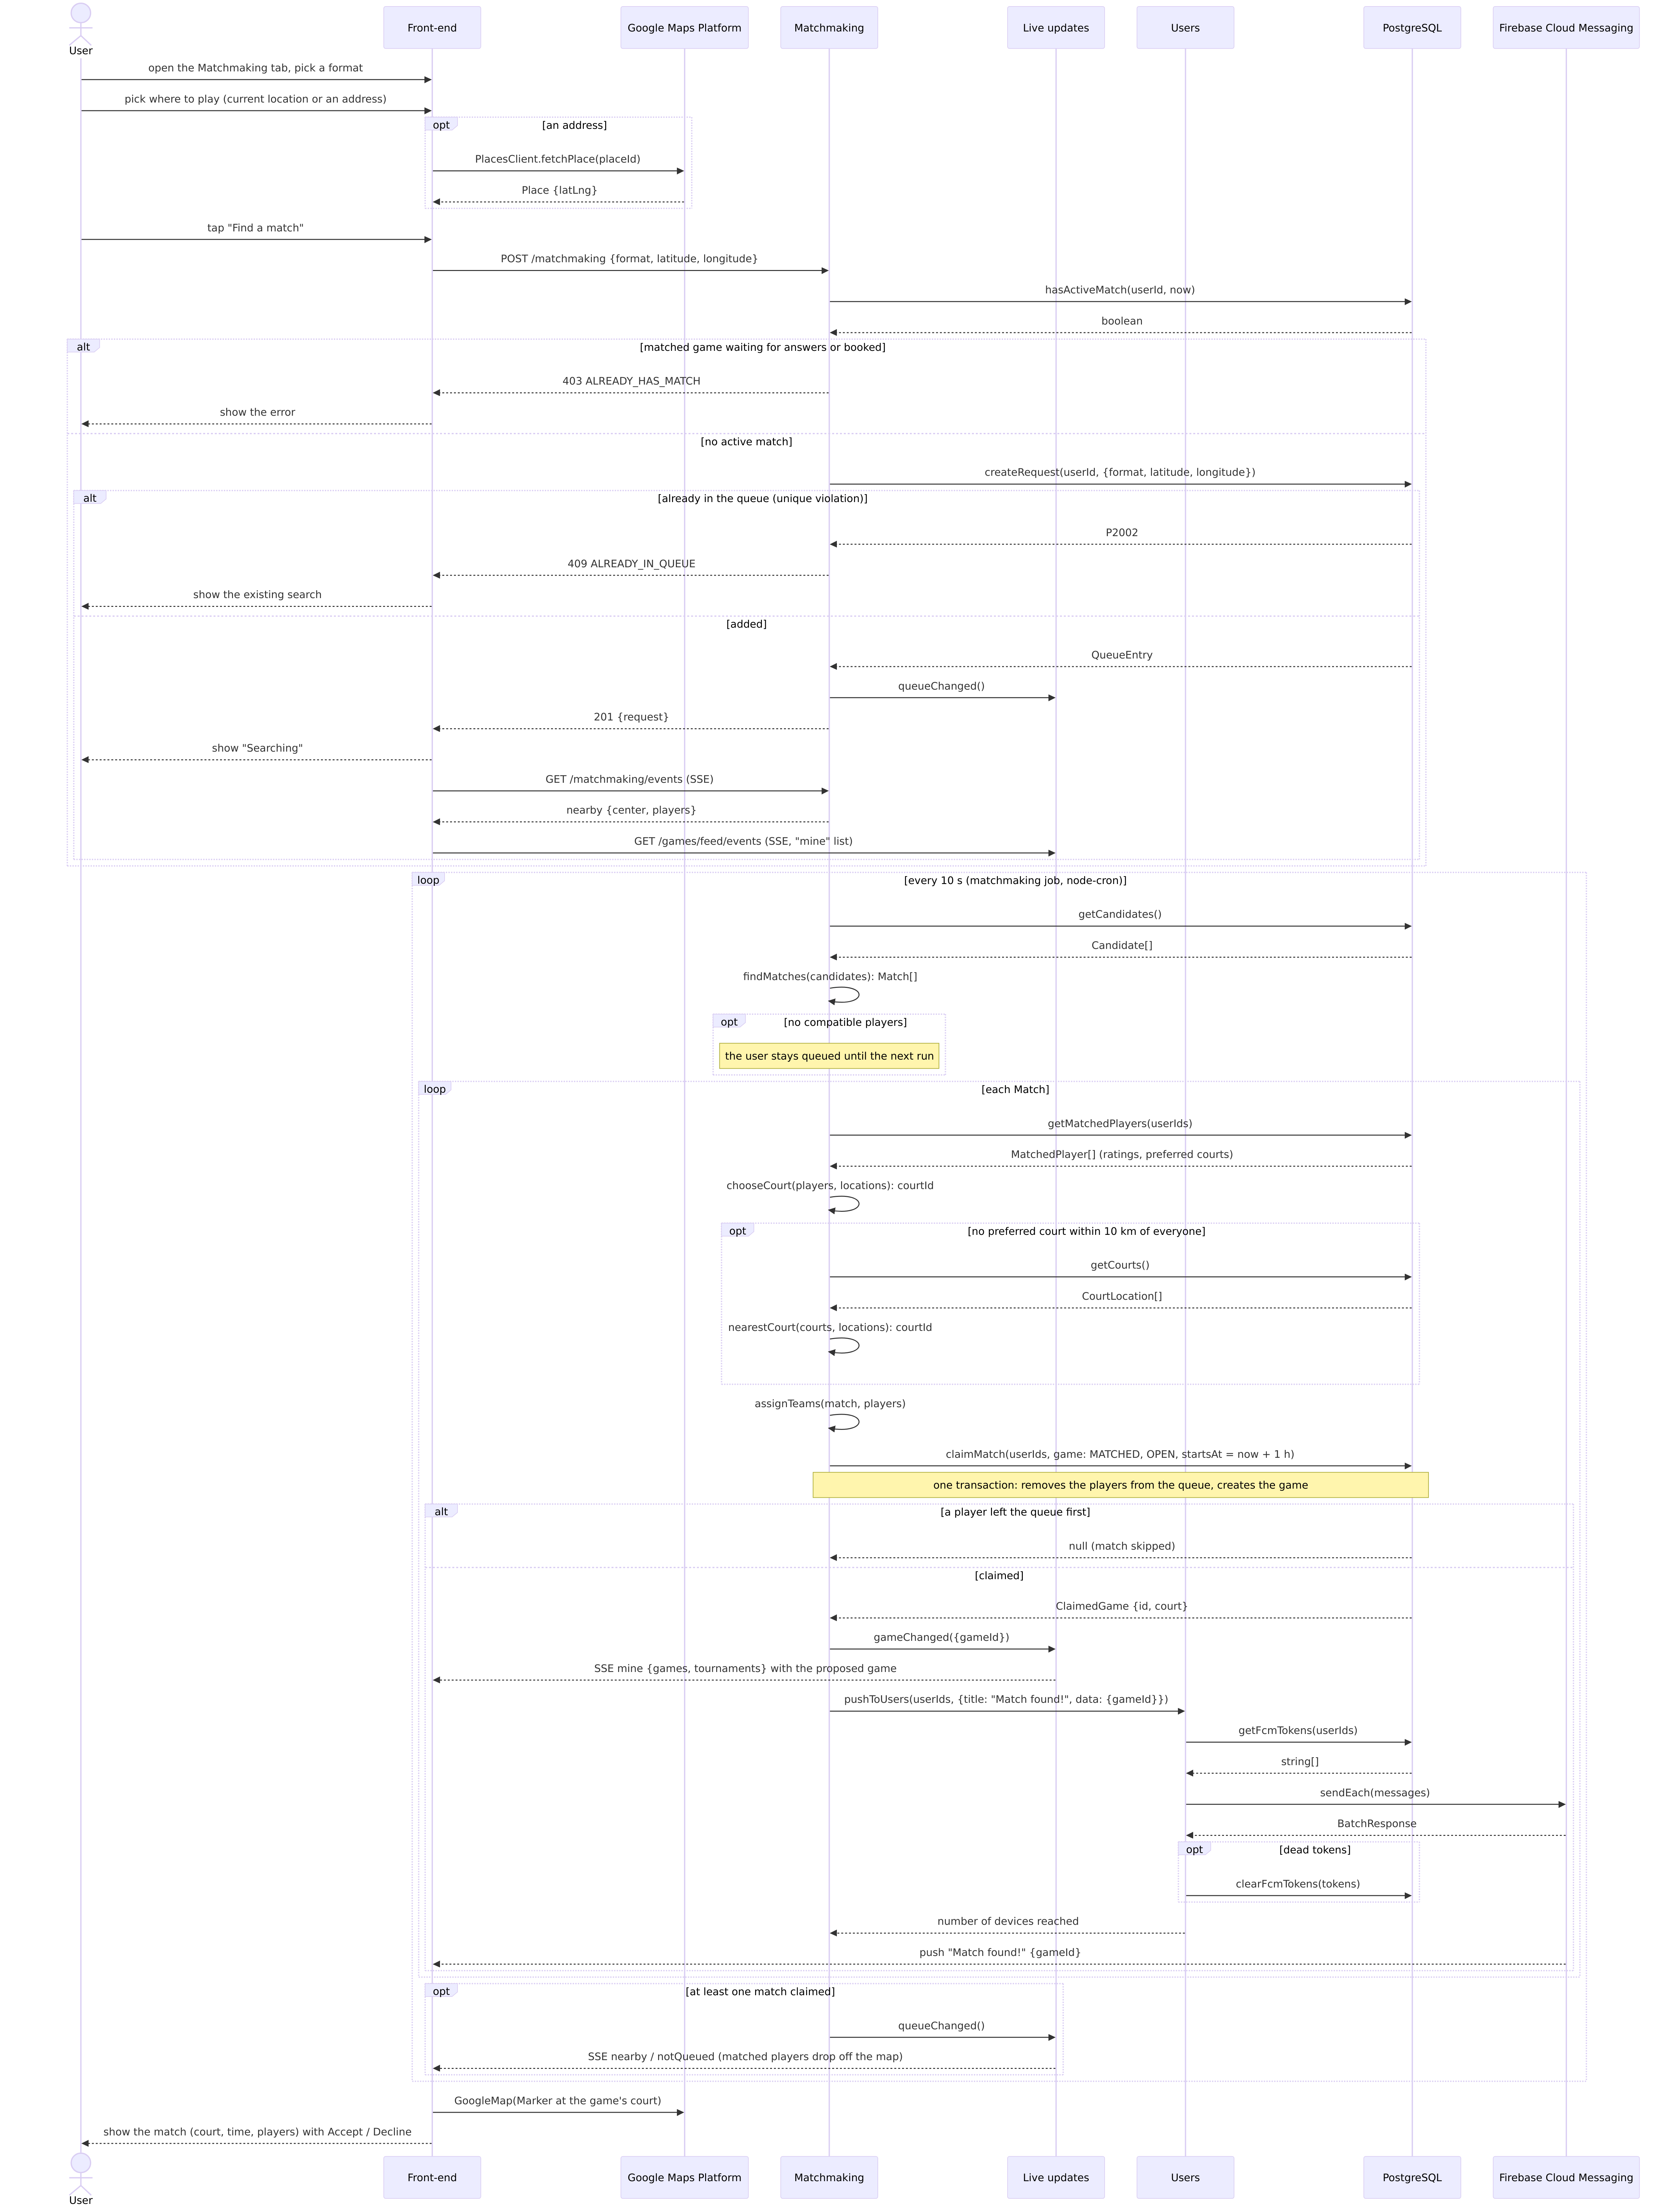 User
Front-end
Google Maps Platform
Matchmaking
Live updates
Users
PostgreSQL
Firebase Cloud Messaging
open the Matchmaking tab, pick a format
pick where to play (current location or an address)
opt
[an address]
PlacesClient.fetchPlace(placeId)
Place {latLng}
tap "Find a match"
POST /matchmaking {format, latitude, longitude}
hasActiveMatch(userId, now)
boolean
alt
[matched game waiting for answers or booked]
403 ALREADY_HAS_MATCH
show the error
[no active match]
createRequest(userId, {format, latitude, longitude})
alt
[already in the queue (unique violation)]
P2002
409 ALREADY_IN_QUEUE
show the existing search
[added]
QueueEntry
queueChanged()
201 {request}
show "Searching"
GET /matchmaking/events (SSE)
nearby {center, players}
GET /games/feed/events (SSE, "mine" list)
loop
[every 10 s (matchmaking job, node-cron)]
getCandidates()
Candidate[]
findMatches(candidates): Match[]
opt
[no compatible players]
the user stays queued until the next run
loop
[each Match]
getMatchedPlayers(userIds)
MatchedPlayer[] (ratings, preferred courts)
chooseCourt(players, locations): courtId
opt
[no preferred court within 10 km of everyone]
getCourts()
CourtLocation[]
nearestCourt(courts, locations): courtId
assignTeams(match, players)
claimMatch(userIds, game: MATCHED, OPEN, startsAt = now + 1 h)
one transaction: removes the players from the queue, creates the game
alt
[a player left the queue first]
null (match skipped)
[claimed]
ClaimedGame {id, court}
gameChanged({gameId})
SSE mine {games, tournaments} with the proposed game
pushToUsers(userIds, {title: "Match found!", data: {gameId}})
getFcmTokens(userIds)
string[]
sendEach(messages)
BatchResponse
opt
[dead tokens]
clearFcmTokens(tokens)
number of devices reached
push "Match found!" {gameId}
opt
[at least one match claimed]
queueChanged()
SSE nearby / notQueued (matched players drop off the map)
GoogleMap(Marker at the game's court)
show the match (court, time, players) with Accept / Decline
User
Front-end
Google Maps Platform
Matchmaking
Live updates
Users
PostgreSQL
Firebase Cloud Messaging